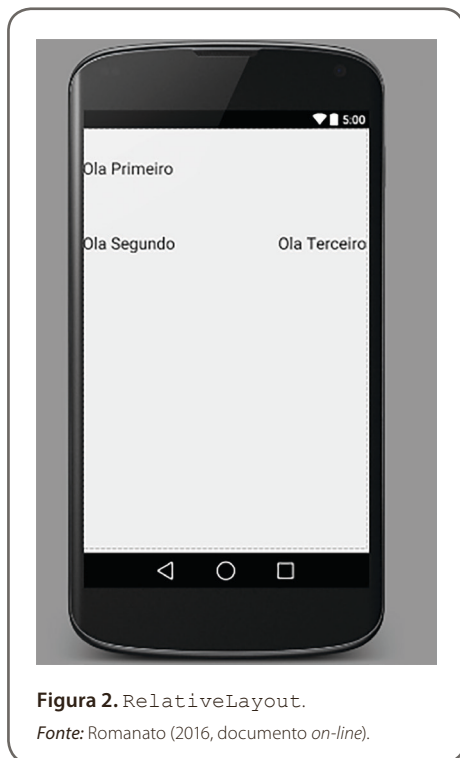 5:00
Ola Primeiro
Ola Segundo Ola Terceiro
Figura 2. RelativeLayout.
Fonte: Romanato (2016, documento on-line).